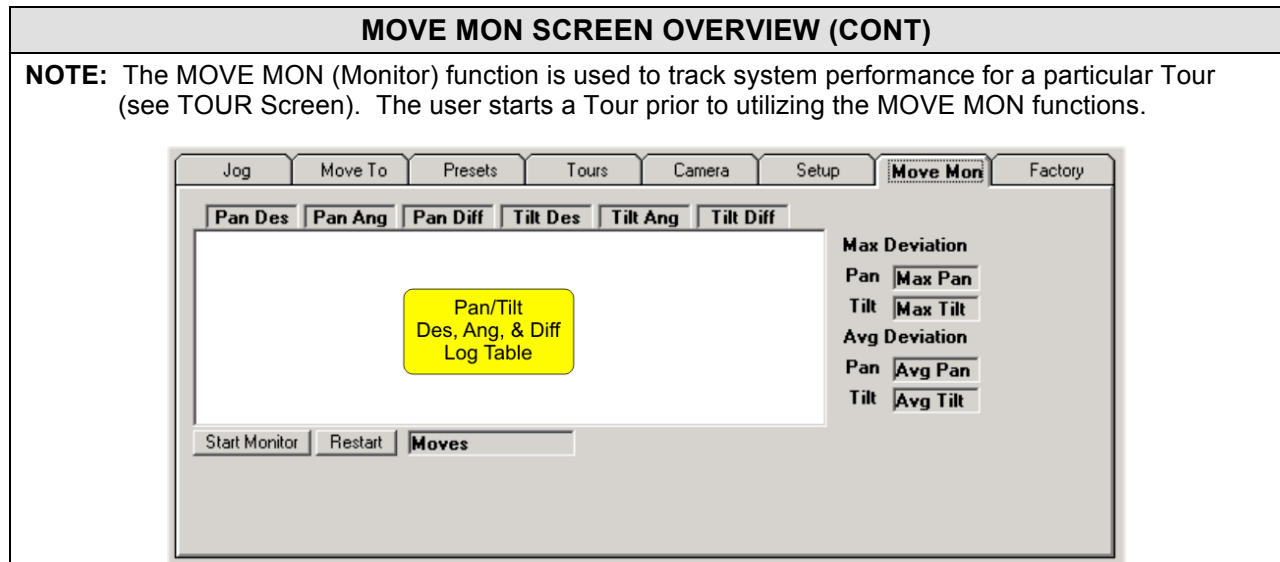 MOVE MON SCREEN OVERVIEW (CONT)
NOTE: The MOVE MON (Monitor) function is used to track system performance for a particular Tour
(see TOUR Screen). The user starts a Tour prior to utilizing the MOVE MON functions.
Jog Move To Presets Tours Camera Setup Move Mon Factory
Pan Des Pan Ang Pan Diff Tilt Des Tilt Ang Tilt Diff
Max Deviation
Pan Max Pan
Tilt Max Tilt
Avg Deviation
Pan Avg Pan
Tilt Avg Tilt
Pan/Tilt
Des, Ang, & Diff
Log Table
Start Monitor Restart Moves